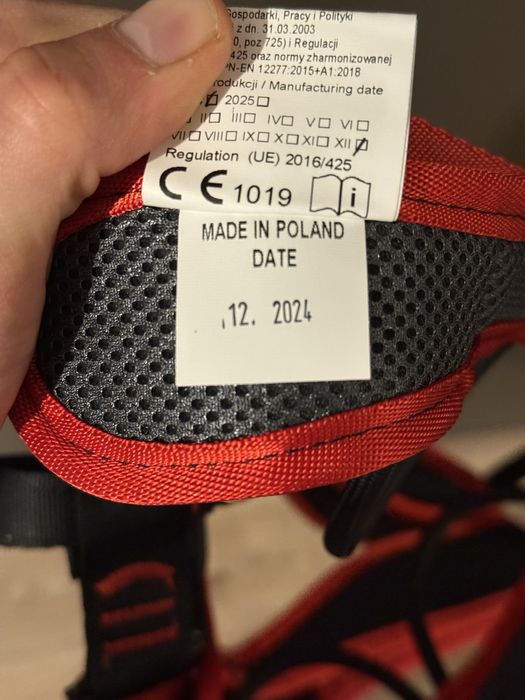 Gospodarki, Pracy i Polityki
z dn. 31.03.2003
0, poz 725) i Regulacji
425 oraz normy zharmonizowanej
PN-EN 12277:2015+A1:2018
odukcji / Manufacturing date
2025☐
II☐ III☐ IV☐ V☐ VI☐
VII☐ VIII☐ IX☐ X☐ XI☐ XII☑
Regulation (UE) 2016/425
CE 1019 i
MADE IN POLAND
DATE
12. 2024